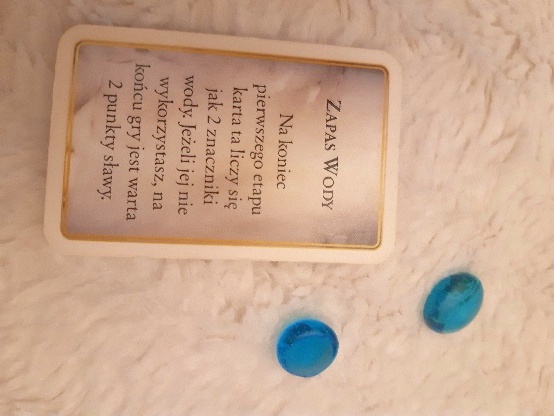 ZAPAS WODY
Na koniec
pierwszego etapu
karta ta liczy się
jak 2 znaczniki
wody. Jeżeli jej nie
wykorzystasz, na
końcu gry jest warta
2 punkty sławy.